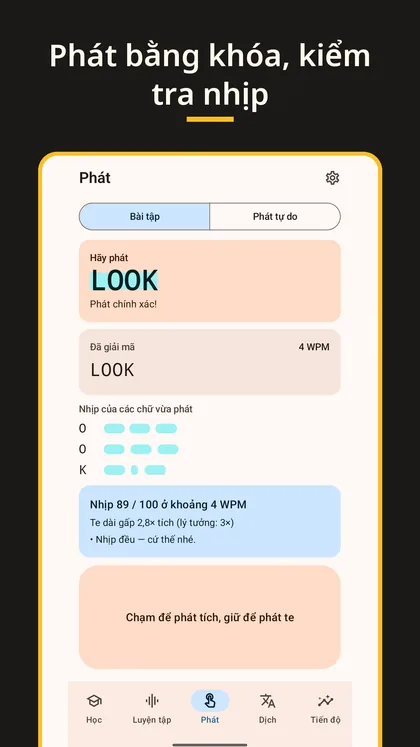 Phát bằng khóa, kiểm
tra nhịp
Phát
Bài tập
Phát tự do
Hãy phát
LOOK
Phát chính xác!
Đã giải mã
4 WPM
LOOK
Nhịp của các chữ vừa phát
O
O
K
Nhịp 89 / 100 ở khoảng 4 WPM
Te dài gấp 2,8× tích (lý tưởng: 3×)
• Nhịp đều — cứ thế nhé.
Chạm để phát tích, giữ để phát te
Học
Luyện tập
Phát
Dịch
Tiến độ